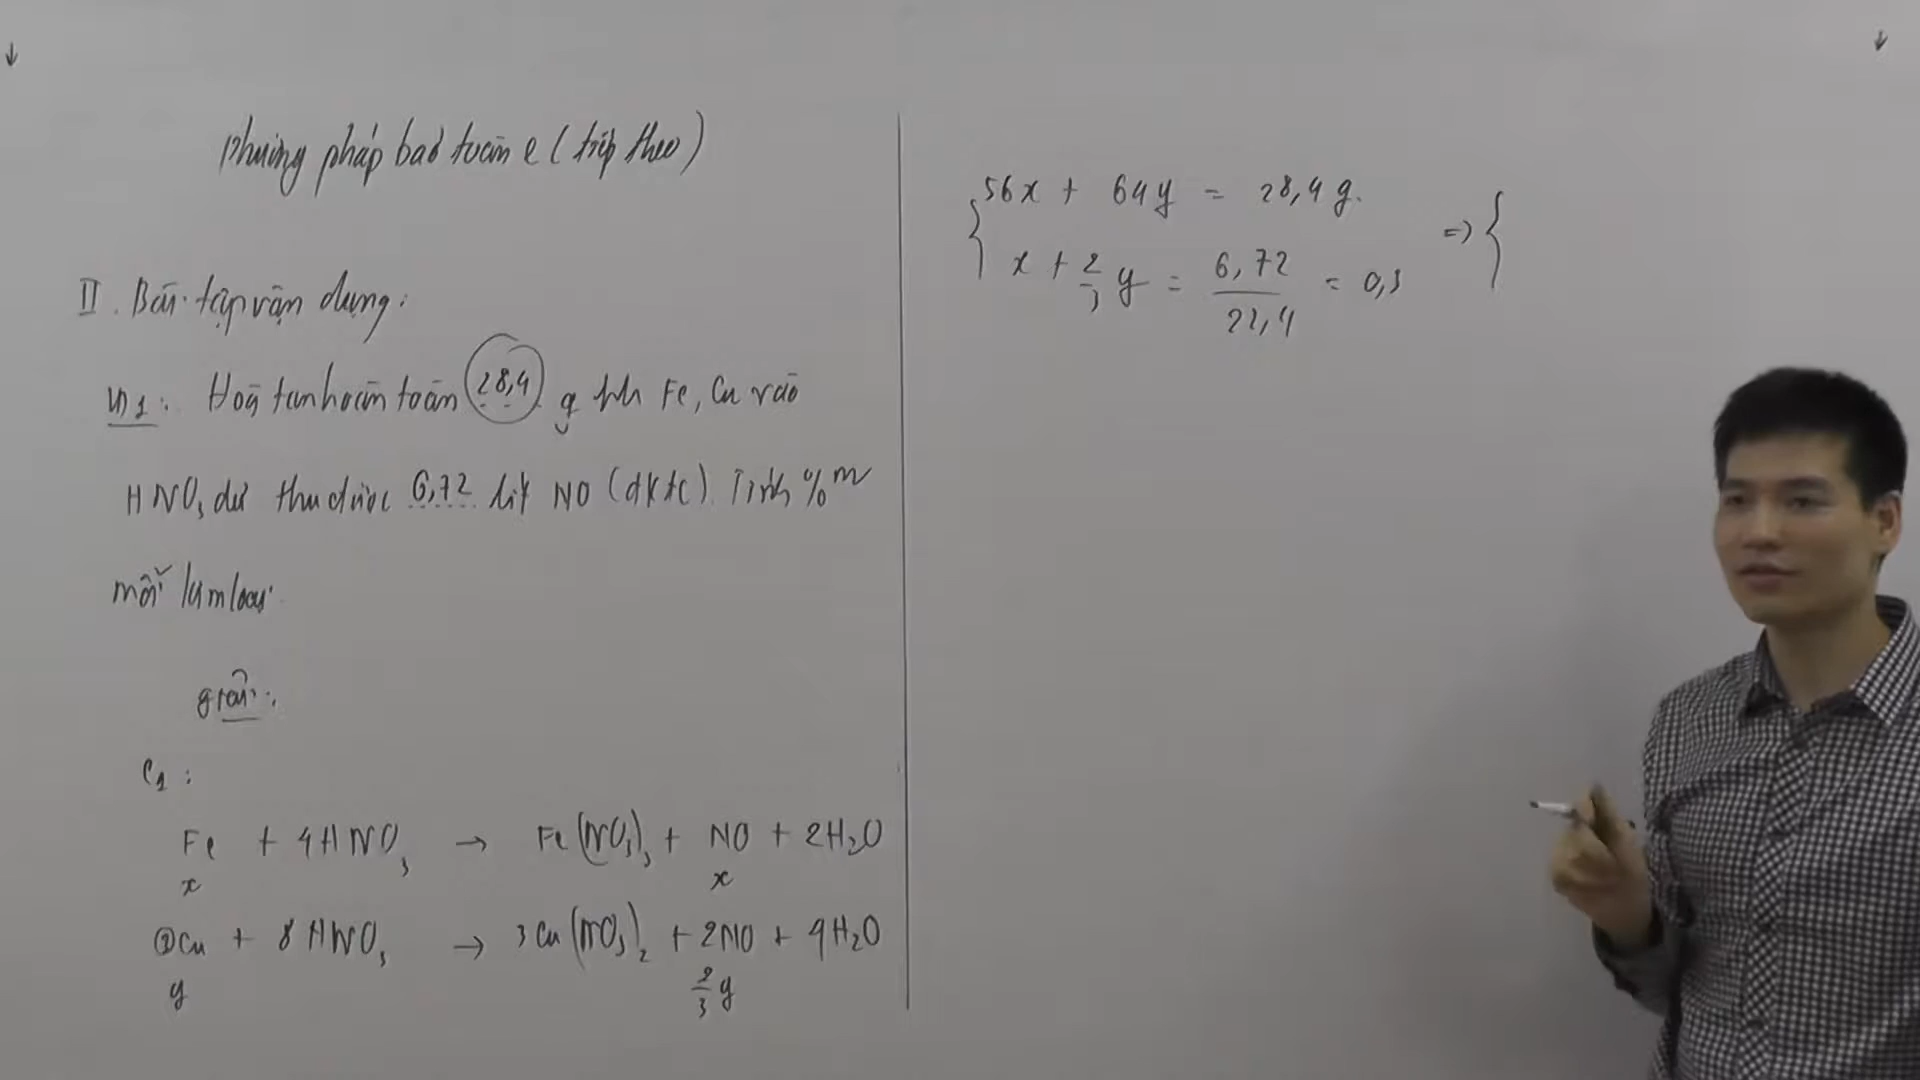 Phương pháp bảo toàn e (tiếp theo)
II. Bài tập vận dụng:
VD1: Hoà tan hoàn toàn 28,4 g hh Fe, Cu vào
HNO3 dư thu được 6,72 lít NO (đktc). Tính %m
mỗi kim loại.
giải:
C1:
Fe + 4HNO3 → Fe(NO3)3 + NO + 2H2O
x x
3Cu + 8HNO3 → 3Cu(NO3)2 + 2NO + 4H2O
y 2/3 y
{ 56x + 64y = 28,4 g.
x + 2/3 y = 6,72/22,4 = 0,3 => {